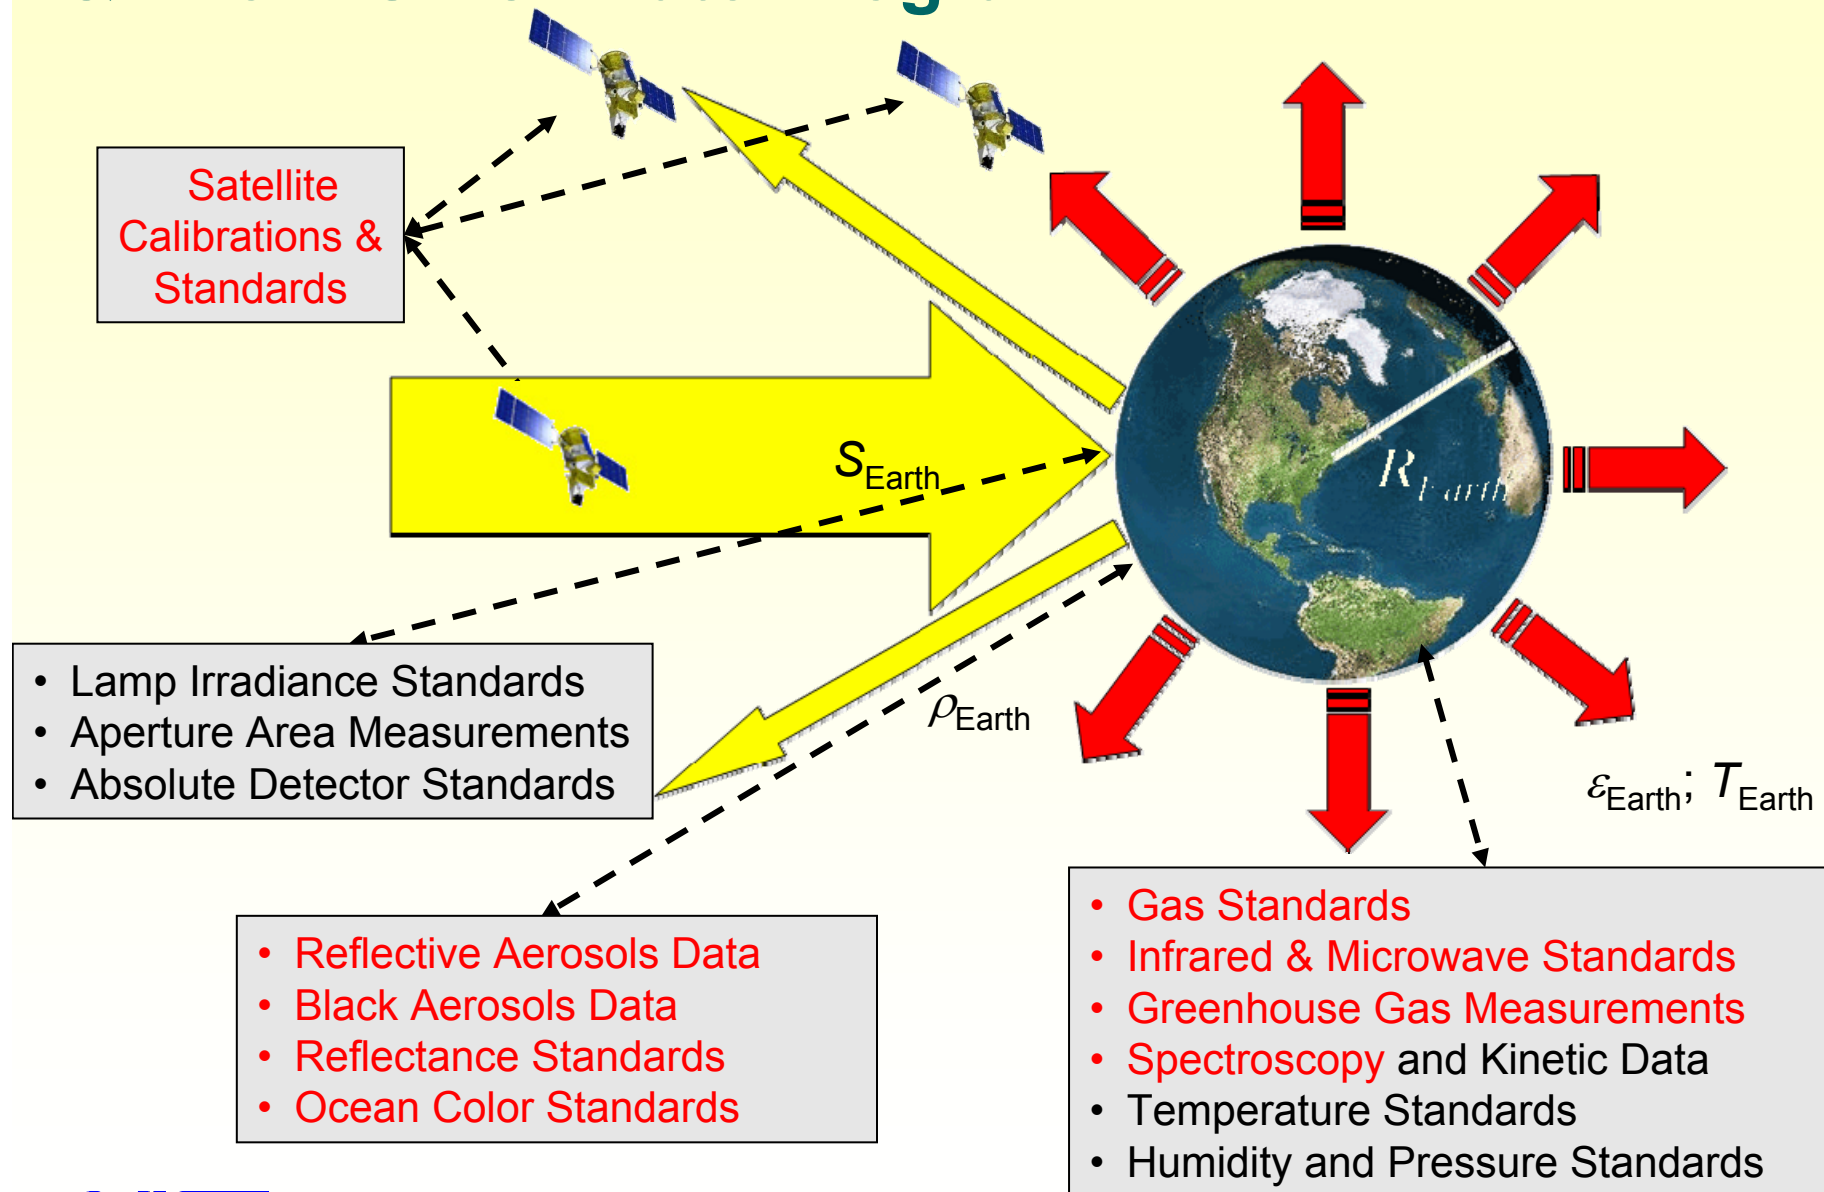 Satellite
Calibrations &
Standards
S Earth
R Earth
• Lamp Irradiance Standards
• Aperture Area Measurements
• Absolute Detector Standards
ρ Earth
ε Earth; T Earth
• Reflective Aerosols Data
• Black Aerosols Data
• Reflectance Standards
• Ocean Color Standards
• Gas Standards
• Infrared & Microwave Standards
• Greenhouse Gas Measurements
• Spectroscopy and Kinetic Data
• Temperature Standards
• Humidity and Pressure Standards